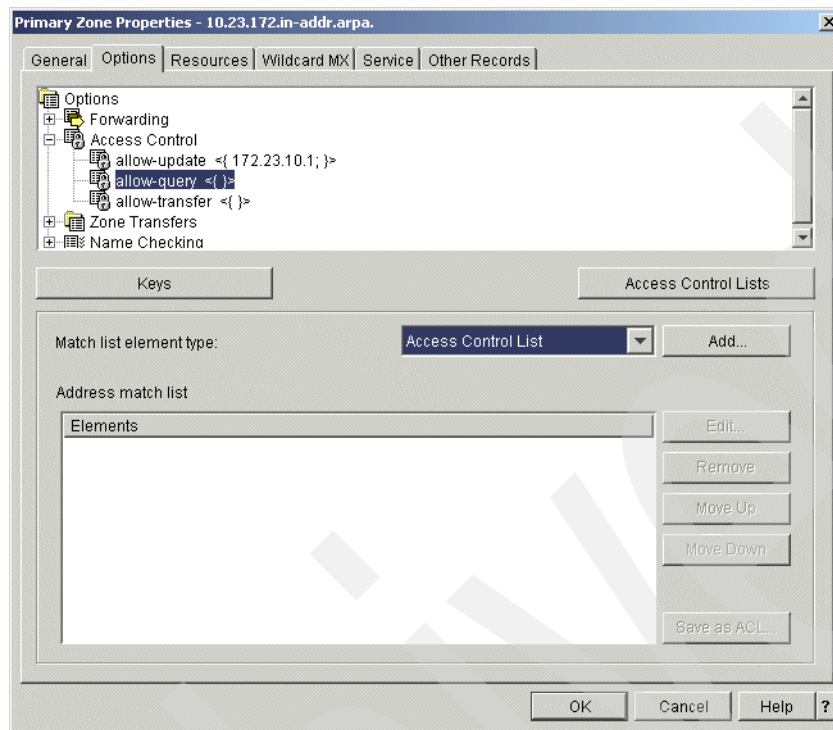 Primary Zone Properties - 10.23.172.in-addr.arpa.
General Options Resources Wildcard MX Service Other Records
Options
Forwarding
Access Control
allow-update <{ 172.23.10.1; }>
allow-query <{ }>
allow-transfer <{ }>
Zone Transfers
Name Checking
Keys Access Control Lists
Match list element type: Access Control List Add...
Address match list
Elements Edit...
Remove
Move Up
Move Down
Save as ACL...
OK Cancel Help ?